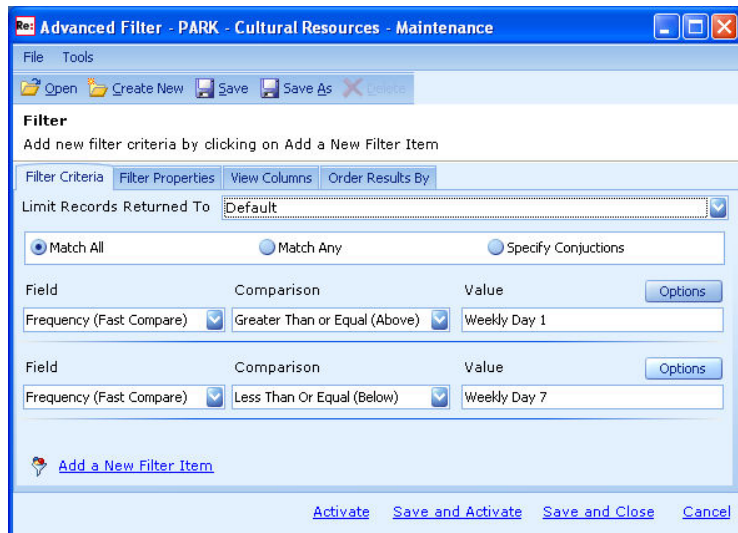 Re: Advanced Filter - PARK - Cultural Resources - Maintenance
File Tools
Open Create New Save Save As Delete
Filter
Add new filter criteria by clicking on Add a New Filter Item
Filter Criteria Filter Properties View Columns Order Results By
Limit Records Returned To Default
Match All Match Any Specify Conjuctions
Field Comparison Value Options
Frequency (Fast Compare) Greater Than or Equal (Above) Weekly Day 1
Field Comparison Value Options
Frequency (Fast Compare) Less Than Or Equal (Below) Weekly Day 7
Add a New Filter Item
Activate Save and Activate Save and Close Cancel